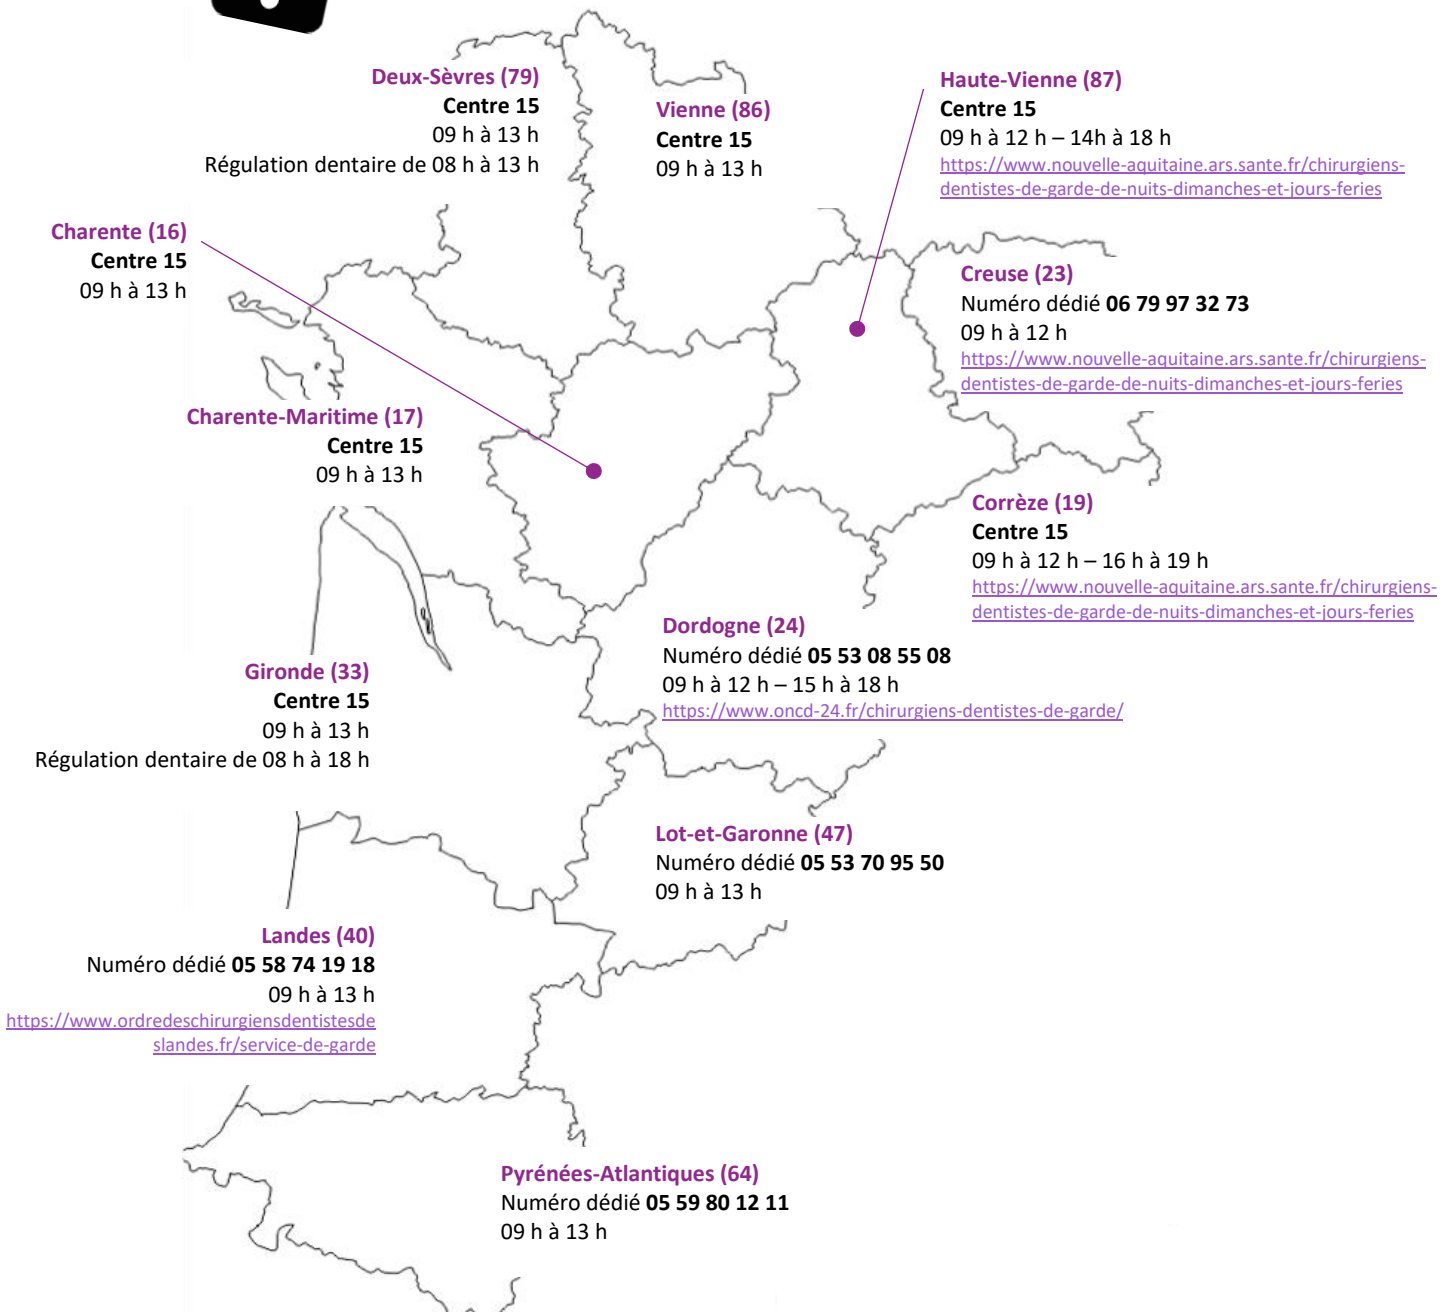 Deux-Sèvres (79)
Centre 15
09 h à 13 h
Régulation dentaire de 08 h à 13 h
Vienne (86)
Centre 15
09 h à 13 h
Haute-Vienne (87)
Centre 15
09 h à 12 h – 14h à 18 h
https://www.nouvelle-aquitaine.ars.sante.fr/chirurgiens-
dentistes-de-garde-de-nuits-dimanches-et-jours-feries
Charente (16)
Centre 15
09 h à 13 h
Creuse (23)
Numéro dédié 06 79 97 32 73
09 h à 12 h
https://www.nouvelle-aquitaine.ars.sante.fr/chirurgiens-
dentistes-de-garde-de-nuits-dimanches-et-jours-feries
Charente-Maritime (17)
Centre 15
09 h à 13 h
Corrèze (19)
Centre 15
09 h à 12 h – 16 h à 19 h
https://www.nouvelle-aquitaine.ars.sante.fr/chirurgiens-
dentistes-de-garde-de-nuits-dimanches-et-jours-feries
Dordogne (24)
Numéro dédié 05 53 08 55 08
09 h à 12 h – 15 h à 18 h
https://www.oncd-24.fr/chirurgiens-dentistes-de-garde/
Gironde (33)
Centre 15
09 h à 13 h
Régulation dentaire de 08 h à 18 h
Lot-et-Garonne (47)
Numéro dédié 05 53 70 95 50
09 h à 13 h
Landes (40)
Numéro dédié 05 58 74 19 18
09 h à 13 h
https://www.ordredeschirurgiensdentistesde
slandes.fr/service-de-garde
Pyrénées-Atlantiques (64)
Numéro dédié 05 59 80 12 11
09 h à 13 h